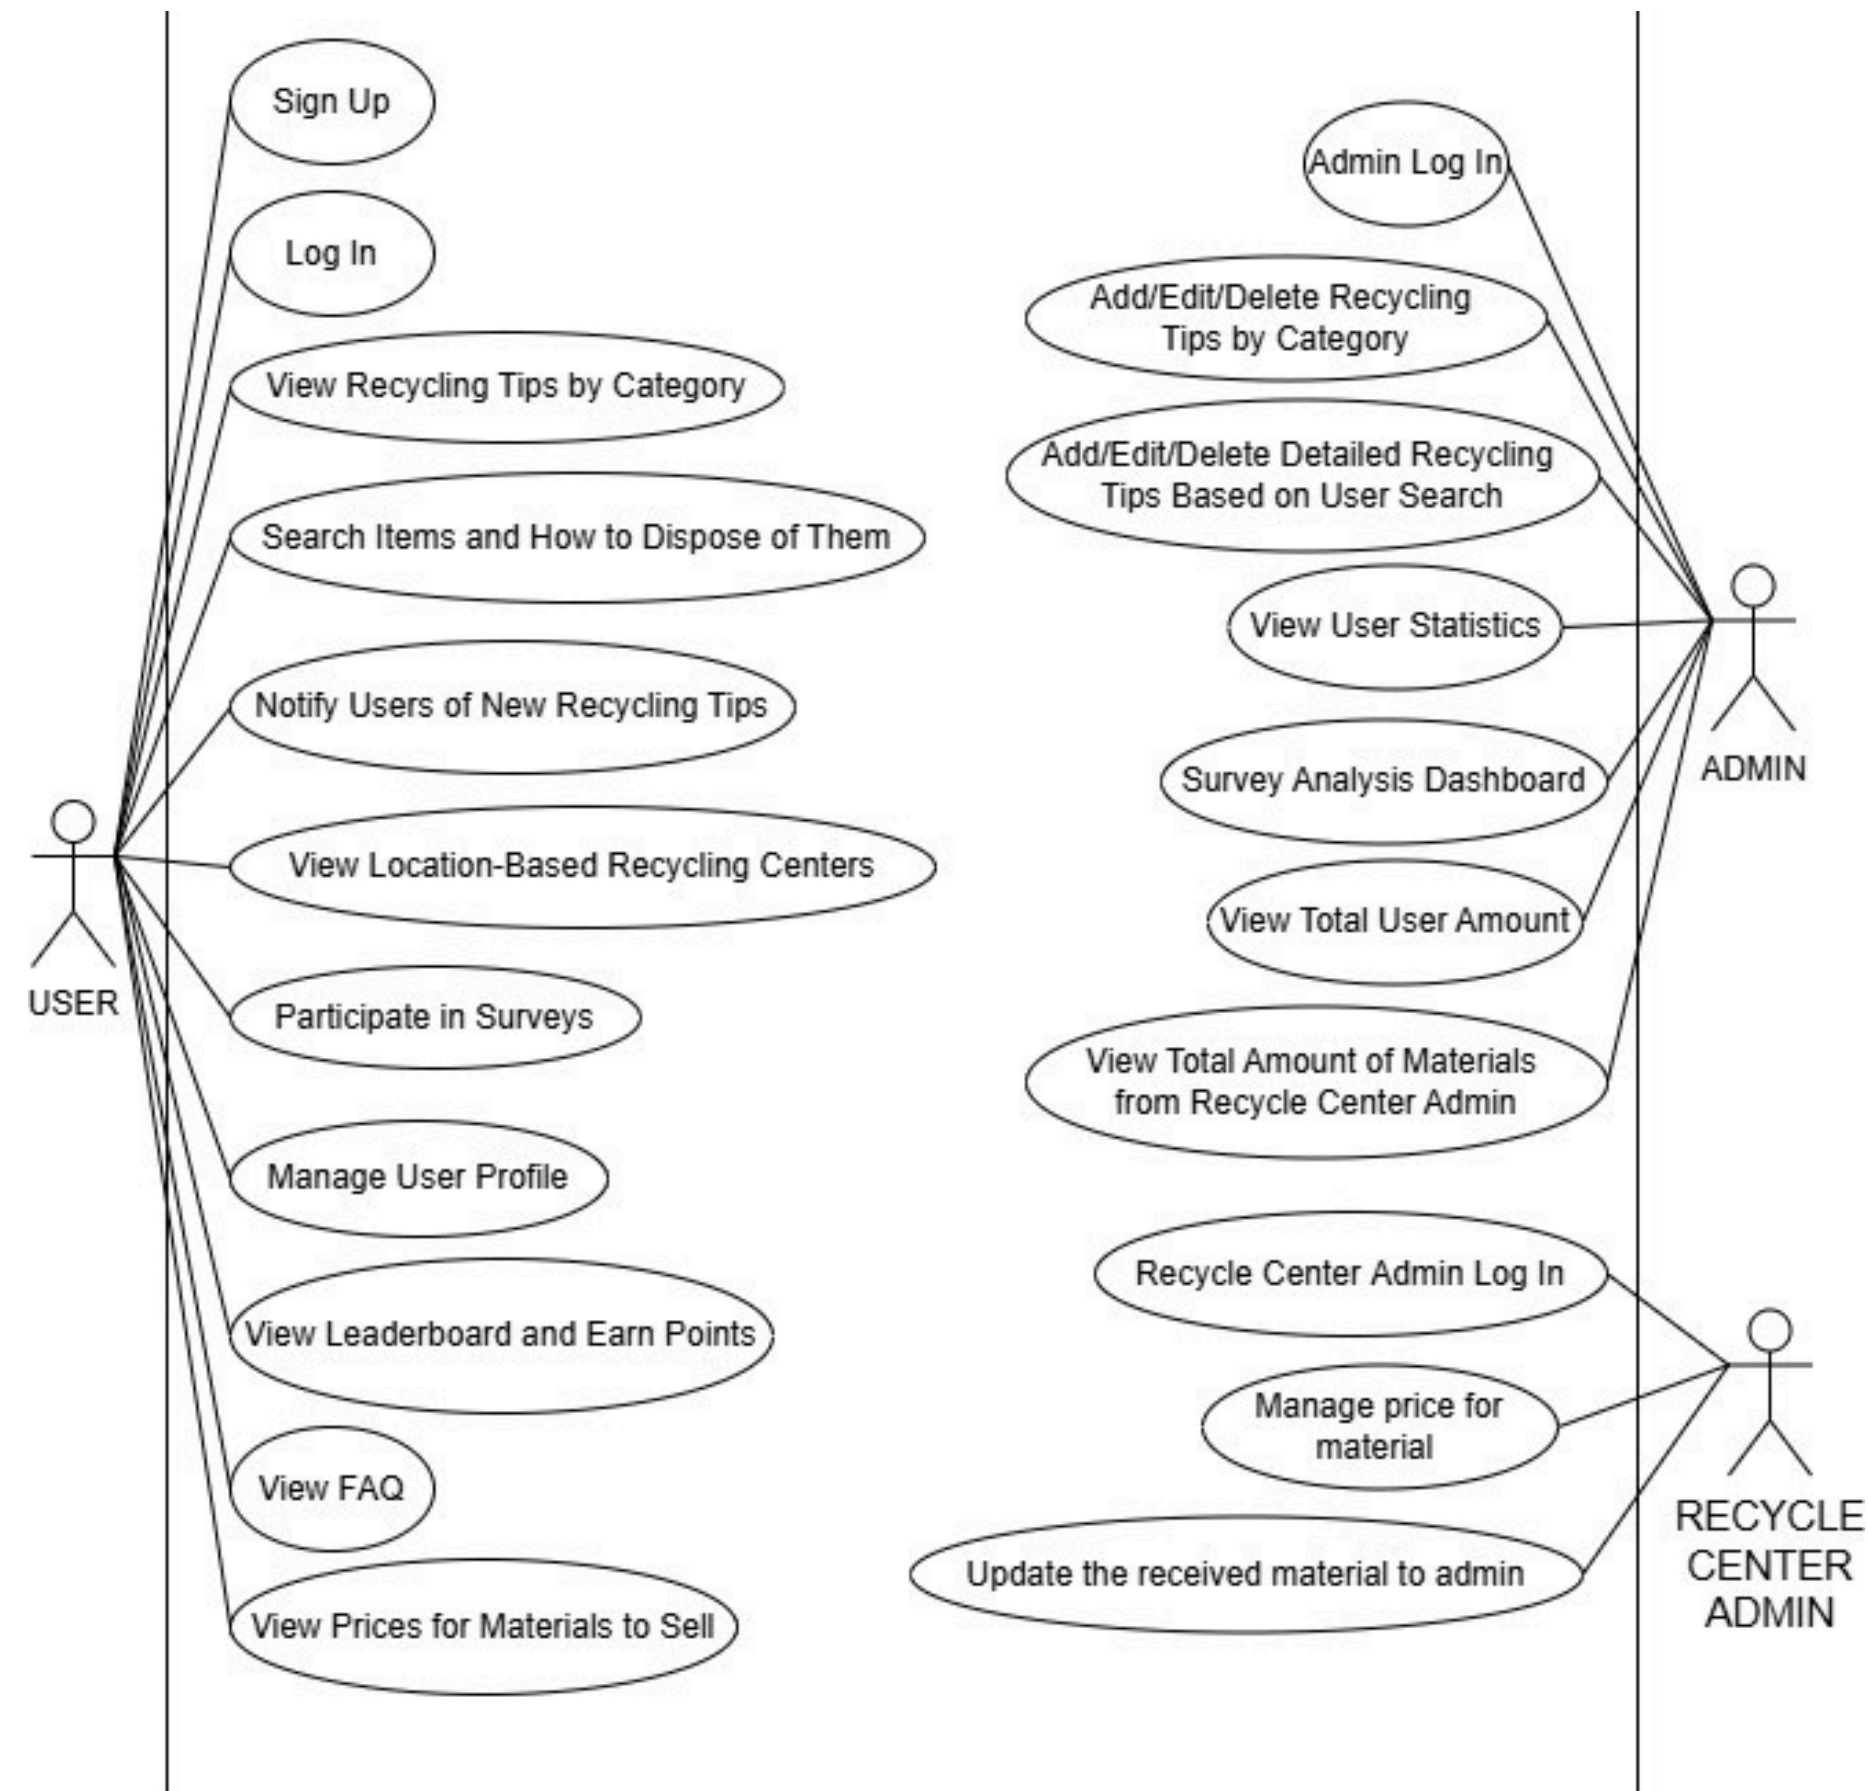 Sign Up
Log In
View Recycling Tips by Category
Search Items and How to Dispose of Them
Notify Users of New Recycling Tips
View Location-Based Recycling Centers
Participate in Surveys
Manage User Profile
View Leaderboard and Earn Points
View FAQ
View Prices for Materials to Sell
USER
Admin Log In
Add/Edit/Delete Recycling
Tips by Category
Add/Edit/Delete Detailed Recycling
Tips Based on User Search
View User Statistics
Survey Analysis Dashboard
View Total User Amount
View Total Amount of Materials
from Recycle Center Admin
ADMIN
Recycle Center Admin Log In
Manage price for
material
Update the received material to admin
RECYCLE
CENTER
ADMIN